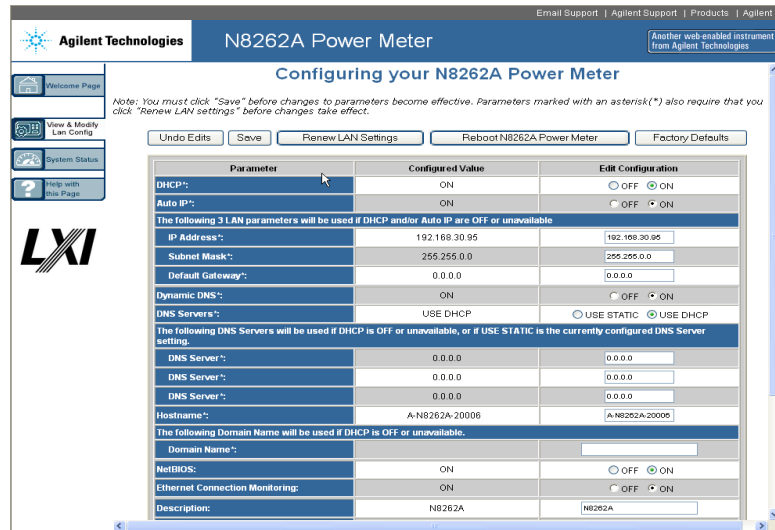 Email Support | Agilent Support | Products | Agilent
Agilent Technologies
N8262A Power Meter
Another web-enabled instrument
from Agilent Technologies
Welcome Page
View & Modify
Lan Config
System Status
Help with
this Page
LXI
Configuring your N8262A Power Meter
Note: You must click "Save" before changes to parameters become effective. Parameters marked with an asterisk(*) also require that you
click "Renew LAN settings" before changes take effect.
Undo Edits Save Renew LAN Settings Reboot N8262A Power Meter Factory Defaults
Parameter Configured Value Edit Configuration
DHCP*: ON OFF ON
Auto IP*: ON OFF ON
The following 3 LAN parameters will be used if DHCP and/or Auto IP are OFF or unavailable
IP Address*: 192.168.30.95 192.168.30.95
Subnet Mask*: 255.255.0.0 255.255.0.0
Default Gateway*: 0.0.0.0 0.0.0.0
Dynamic DNS*: ON OFF ON
DNS Servers*: USE DHCP USE STATIC USE DHCP
The following DNS Servers will be used if DHCP is OFF or unavailable, or if USE STATIC is the currently configured DNS Server
setting.
DNS Server*: 0.0.0.0 0.0.0.0
DNS Server*: 0.0.0.0 0.0.0.0
DNS Server*: 0.0.0.0 0.0.0.0
Hostname*: A-N8262A-20006 A-N8262A-20006
The following Domain Name will be used if DHCP is OFF or unavailable.
Domain Name*:
NetBIOS: ON OFF ON
Ethernet Connection Monitoring: ON OFF ON
Description: N8262A N8262A